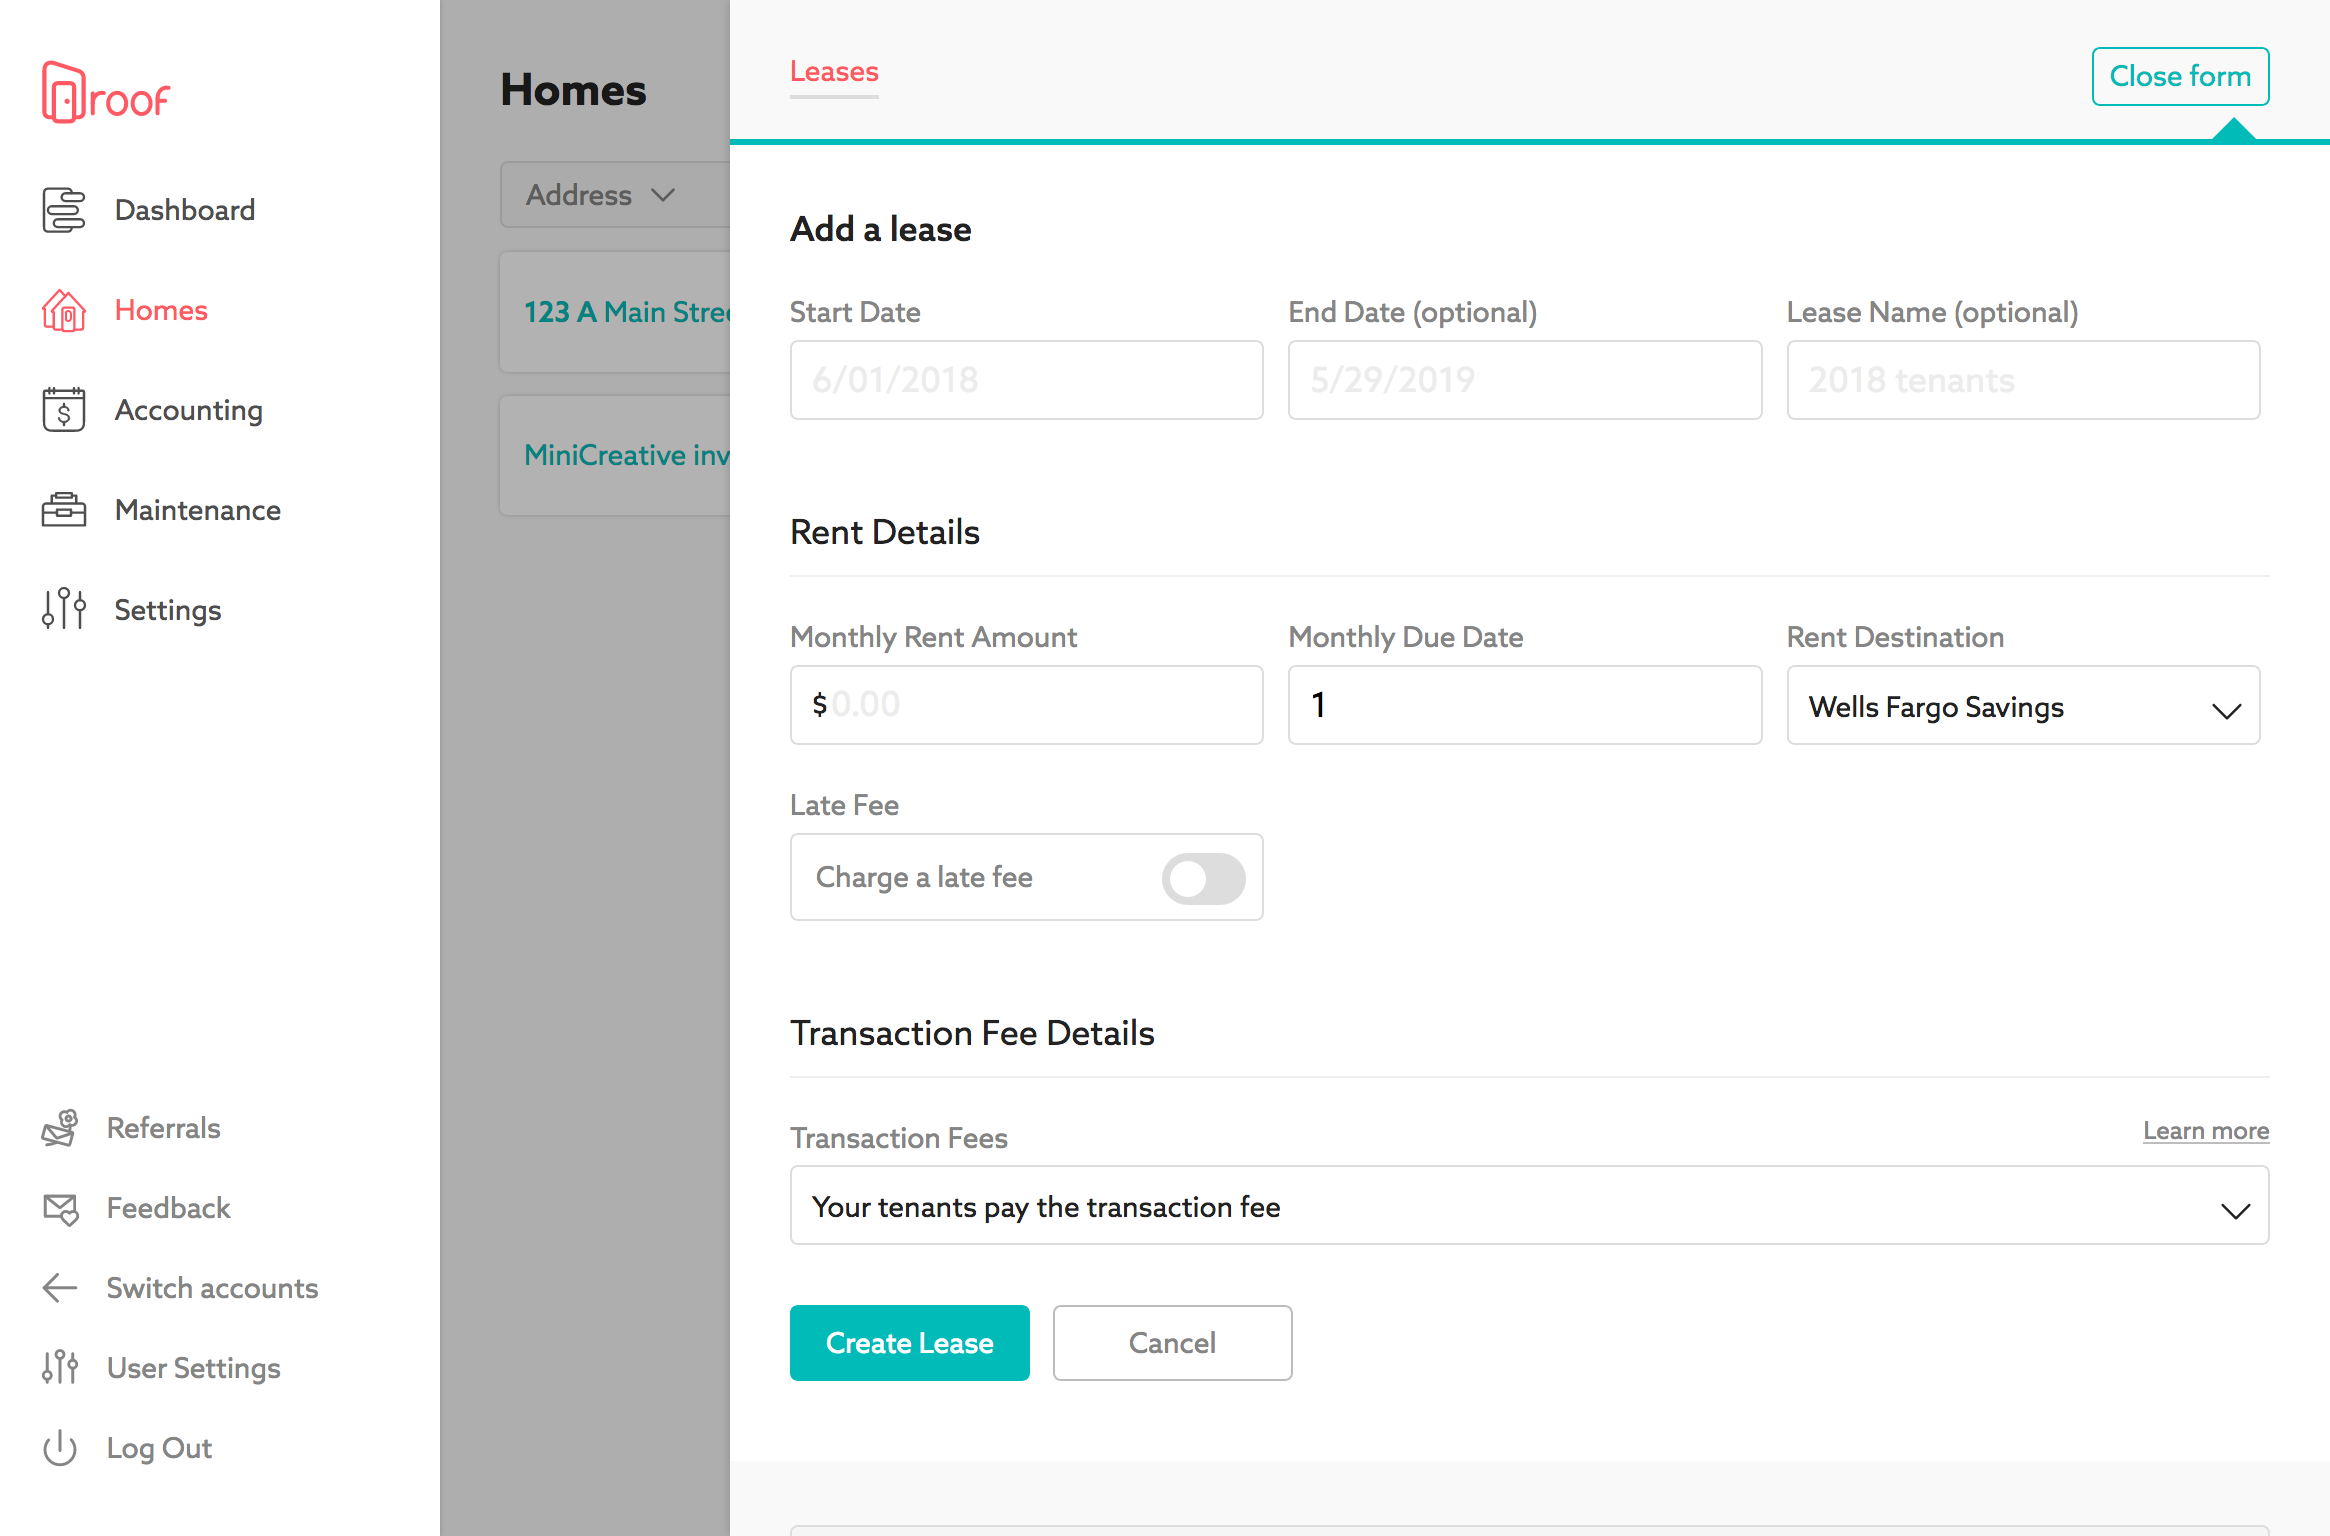 roof
Dashboard
Homes
Accounting
Maintenance
Settings
Referrals
Feedback
Switch accounts
User Settings
Log Out
Homes
Address
123 A Main Stree
MiniCreative inv
Leases
Close form
Add a lease
Start Date
End Date (optional)
Lease Name (optional)
6/01/2018
5/29/2019
2018 tenants
Rent Details
Monthly Rent Amount
Monthly Due Date
Rent Destination
$0.00
1
Wells Fargo Savings
Late Fee
Charge a late fee
Transaction Fee Details
Transaction Fees
Learn more
Your tenants pay the transaction fee
Create Lease
Cancel